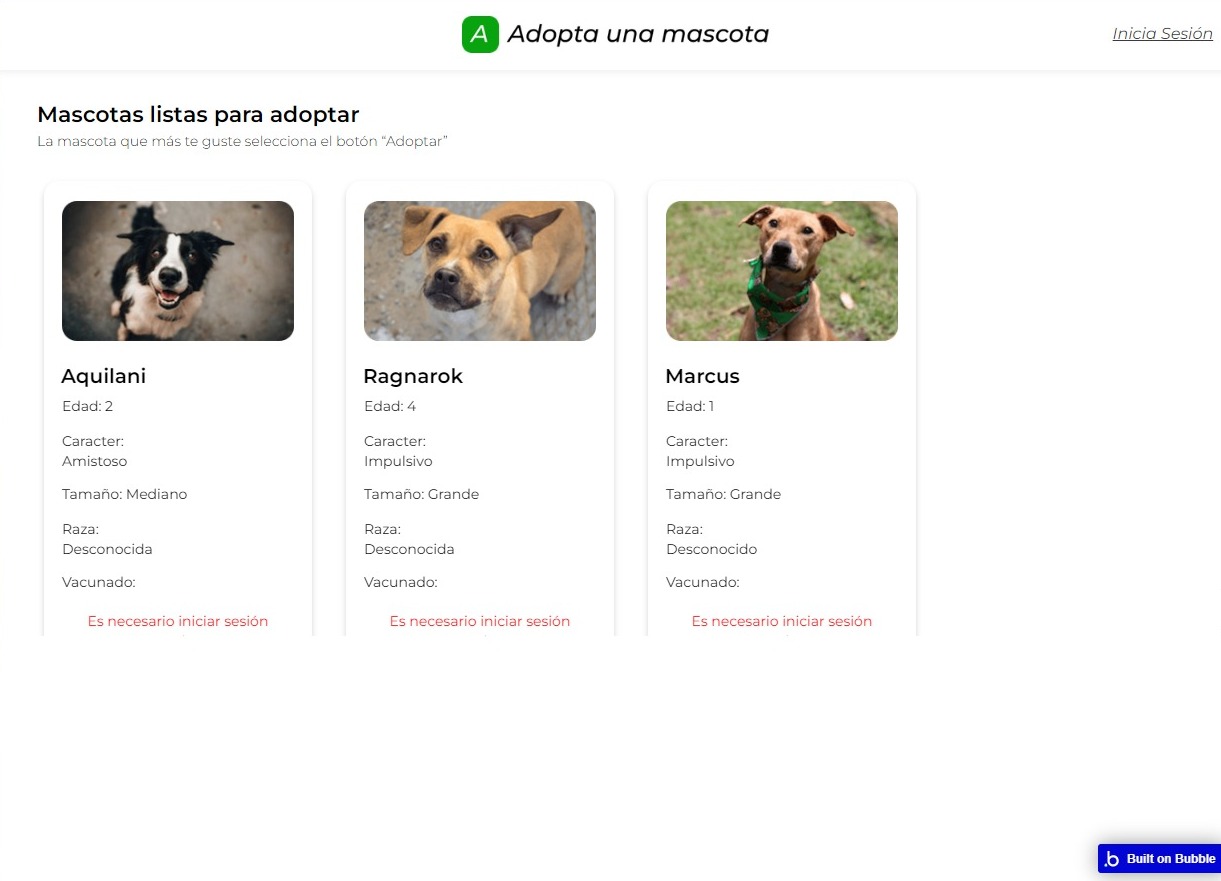 A Adopta una mascota
Inicia Sesión
Mascotas listas para adoptar
La mascota que más te guste selecciona el botón “Adoptar”
Aquilani
Edad: 2
Caracter:
Amistoso
Tamaño: Mediano
Raza:
Desconocida
Vacunado:
Es necesario iniciar sesión
Ragnarok
Edad: 4
Caracter:
Impulsivo
Tamaño: Grande
Raza:
Desconocida
Vacunado:
Es necesario iniciar sesión
Marcus
Edad: 1
Caracter:
Impulsivo
Tamaño: Grande
Raza:
Desconocido
Vacunado:
Es necesario iniciar sesión
b Built on Bubble